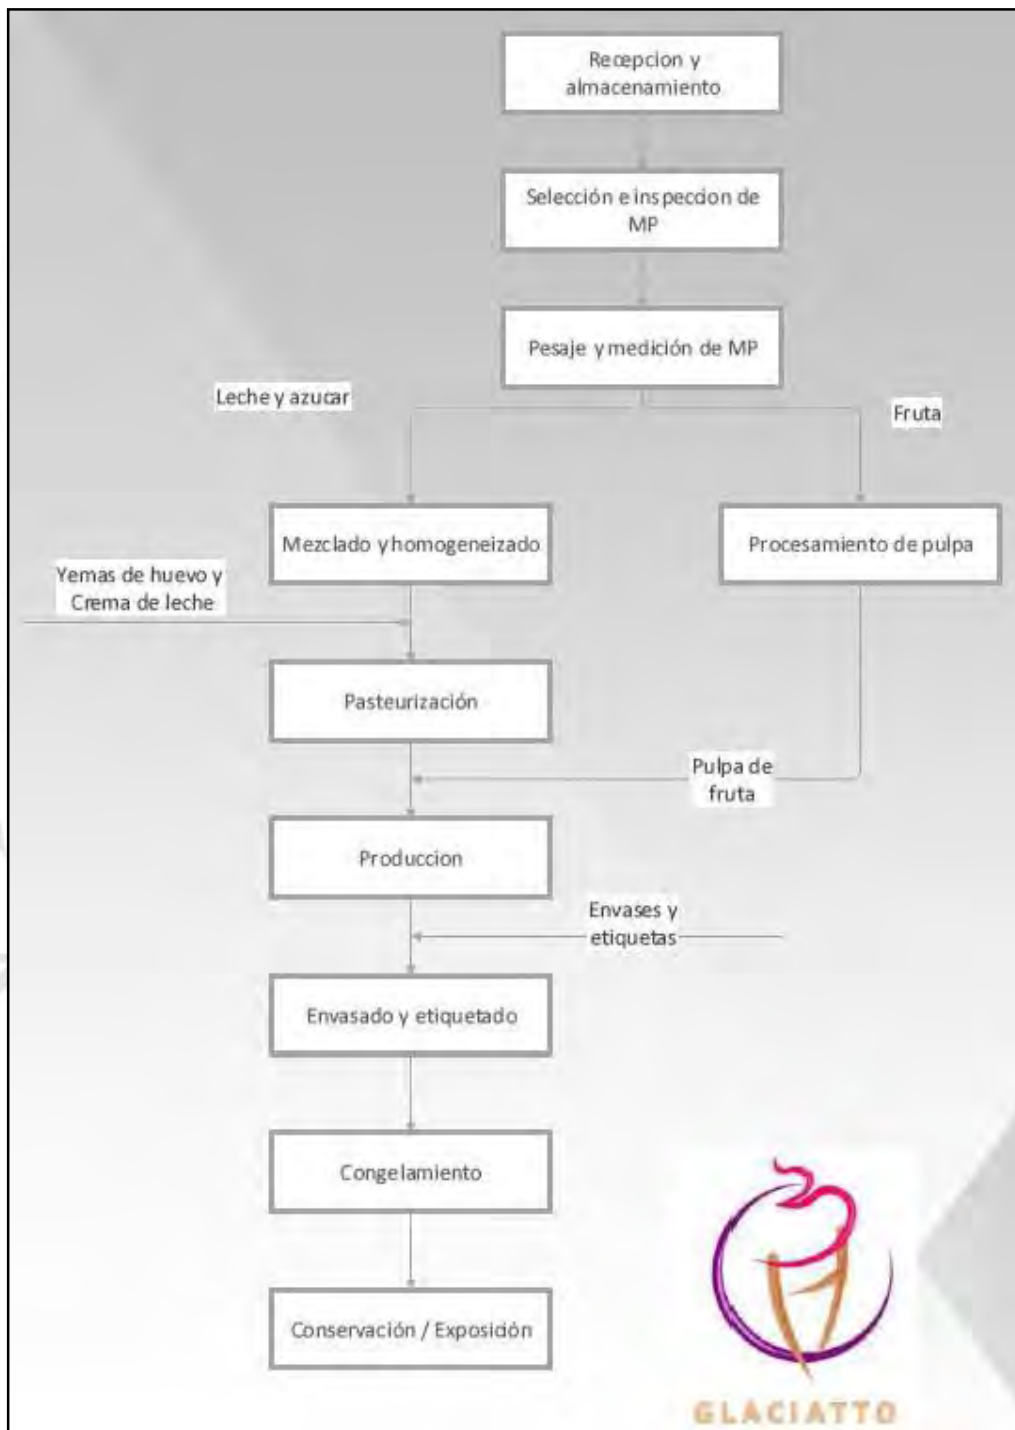 Recepcion y
almacenamiento
Selección e inspeccion de
MP
Pesaje y medición de MP
Leche y azucar
Fruta
Mezclado y homogeneizado
Procesamiento de pulpa
Yemas de huevo y
Crema de leche
Pasteurización
Pulpa de
fruta
Produccion
Envases y
etiquetas
Envasado y etiquetado
Congelamiento
Conservación / Exposición
GLACIATTO